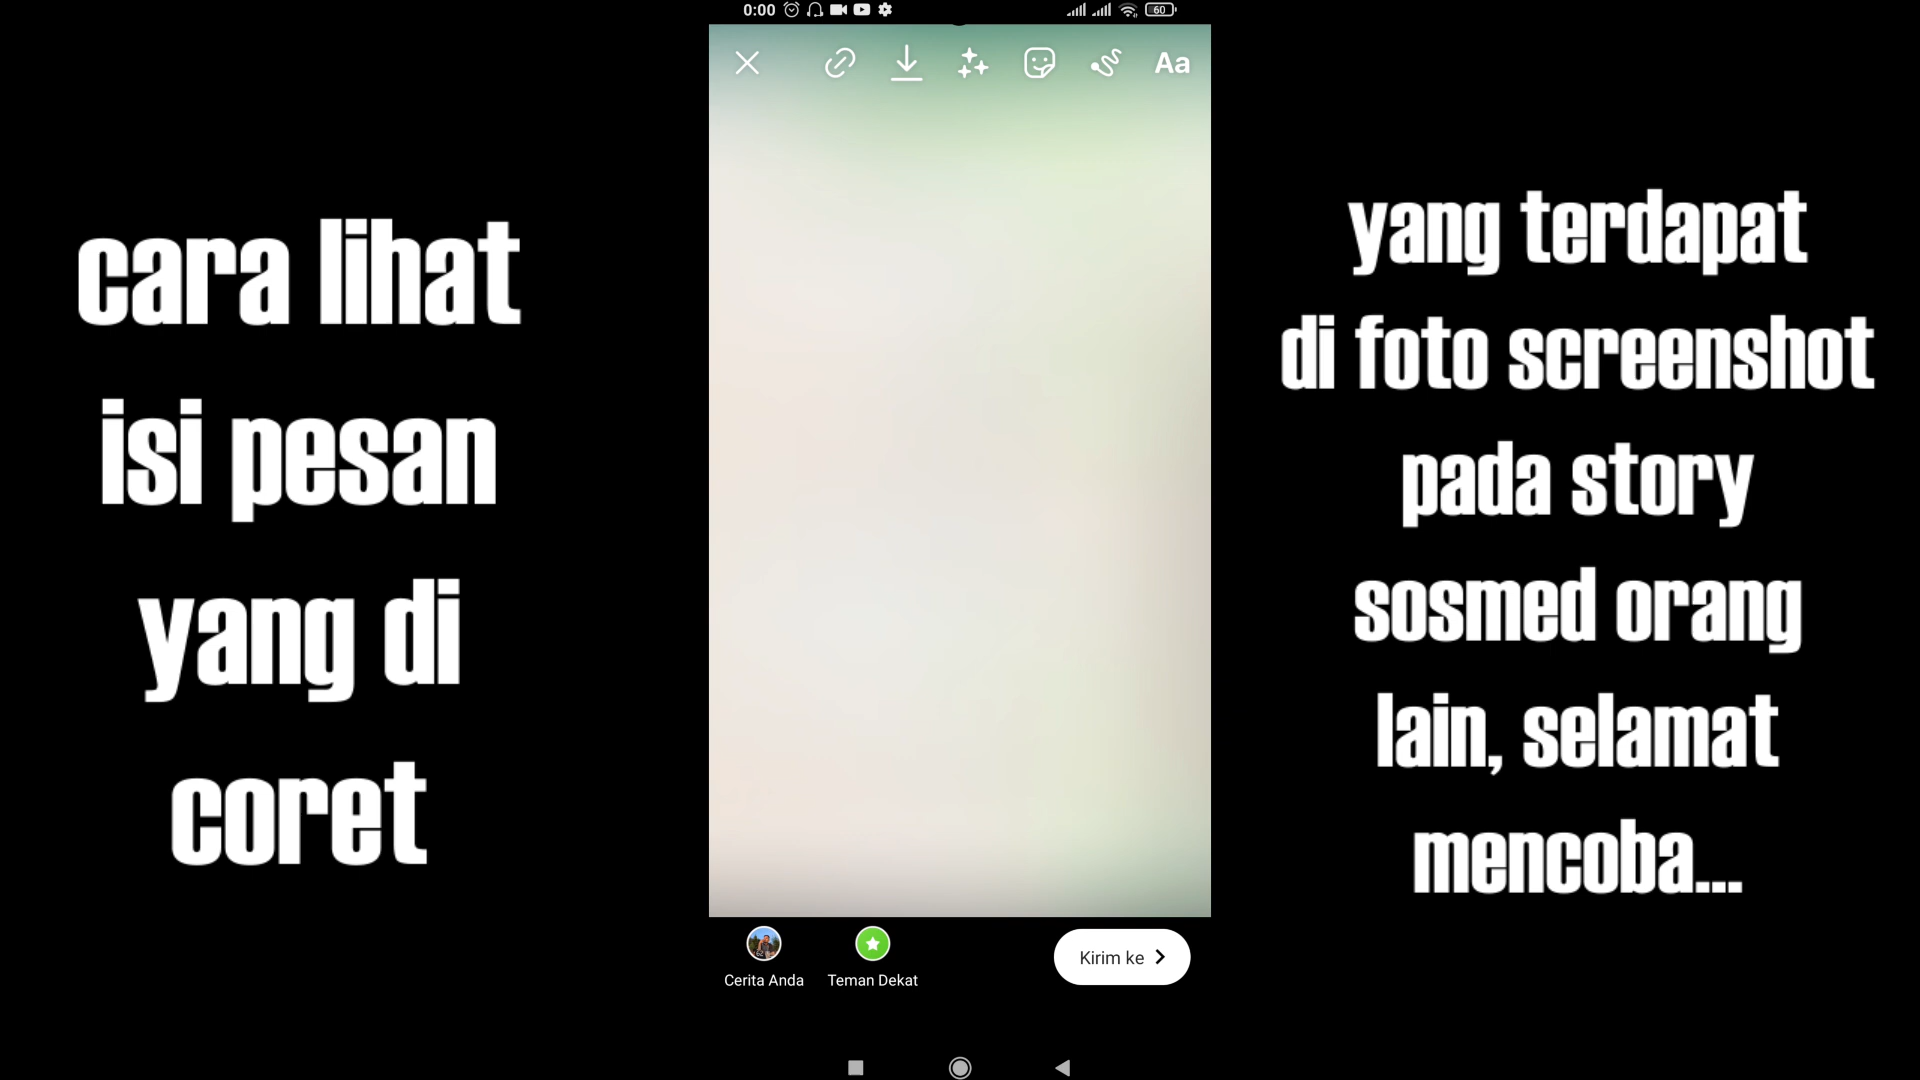 0:00
60
Aa
cara lihat
isi pesan
yang di
coret
yang terdapat
di foto screenshot
pada story
sosmed orang
lain, selamat
mencoba...
Cerita Anda
Teman Dekat
Kirim ke